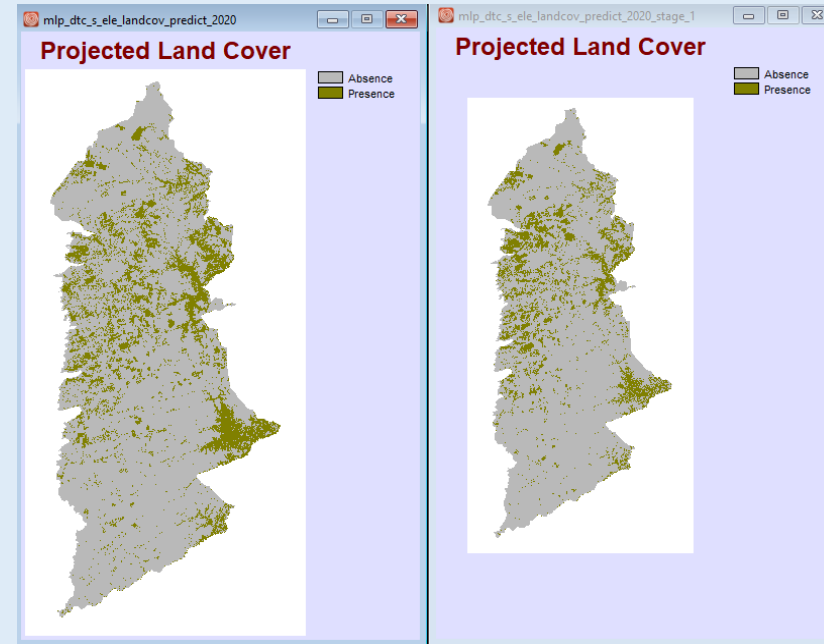 mlp_dtc_s_ele_landcov_predict_2020
Projected Land Cover
Absence
Presence
mlp_dtc_s_ele_landcov_predict_2020_stage_1
Projected Land Cover
Absence
Presence